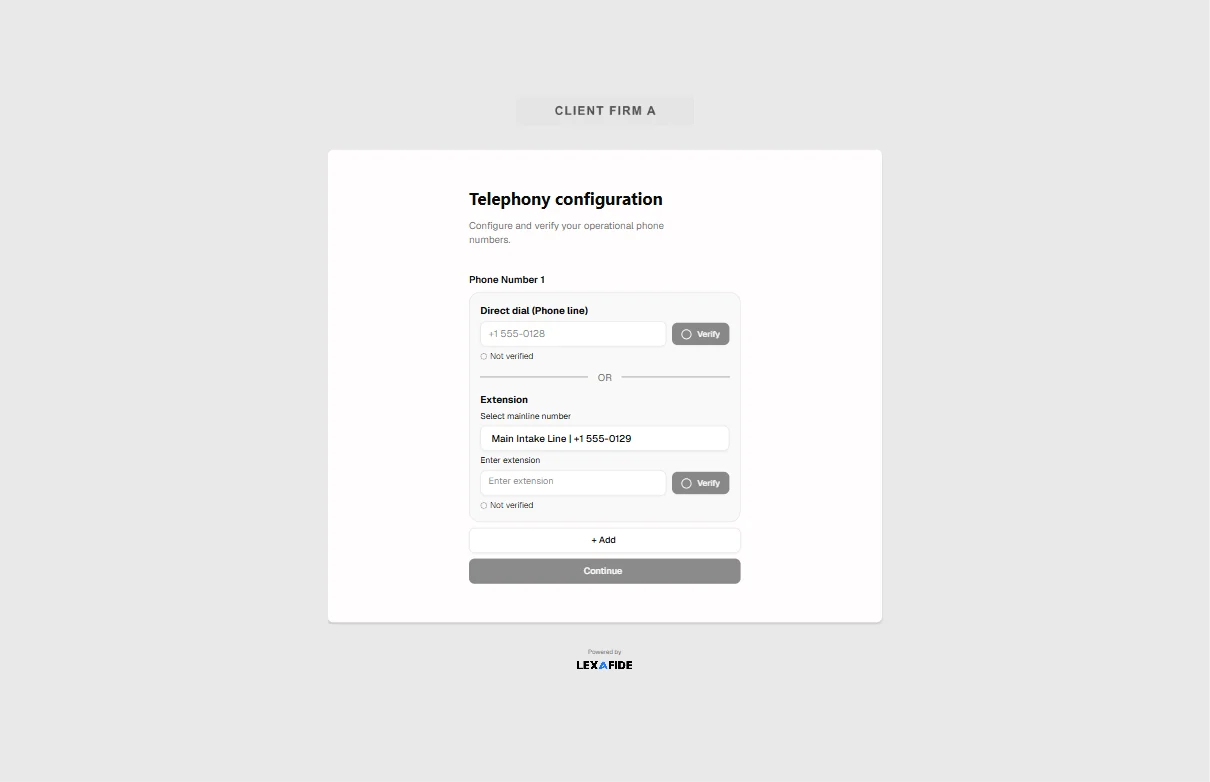 CLIENT FIRM A
Telephony configuration
Configure and verify your operational phone
numbers.
Phone Number 1
Direct dial (Phone line)
+1 555-0128
Verify
Not verified
OR
Extension
Select mainline number
Main Intake Line | +1 555-0129
Enter extension
Enter extension
Verify
Not verified
+ Add
Continue
Powered by
LEXAFIDE